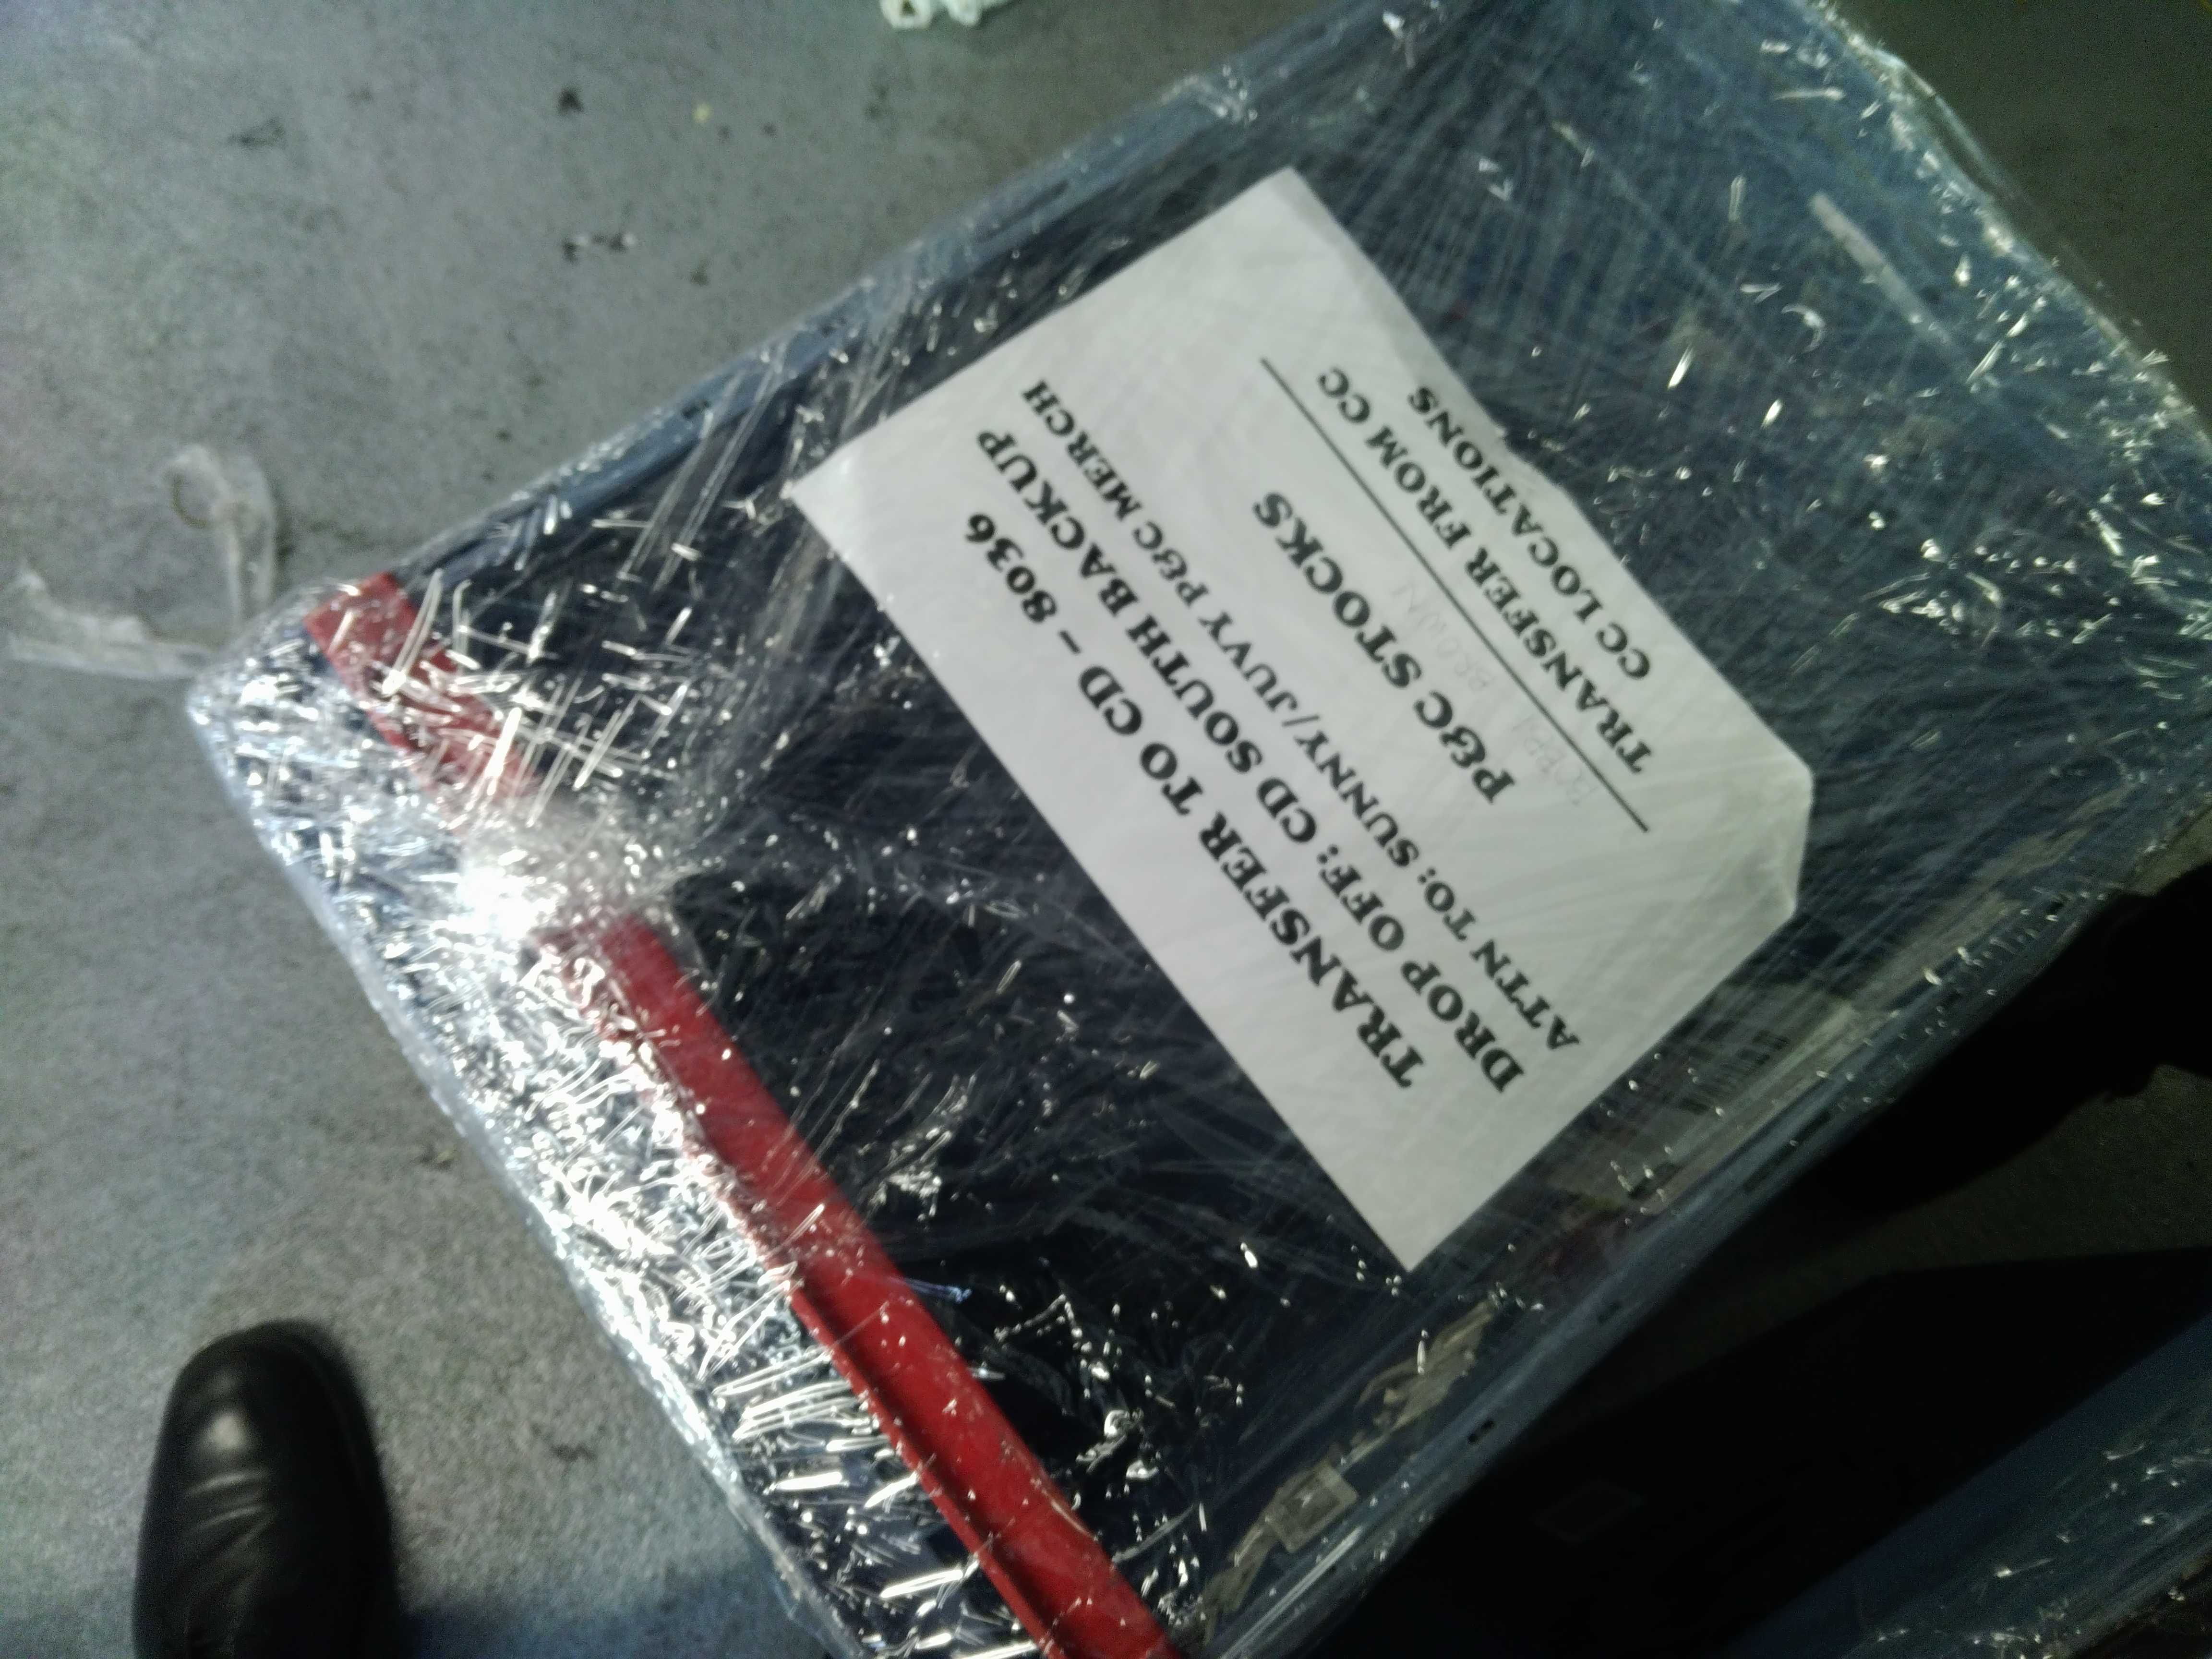 TRANSFER TO CD – 8036
DROP OFF: CD SOUTH BACKUP
ATT'N TO: SUNNY/JUVY P&C MERCH
P&C STOCKS
TRANSFER FROM CC
CC LOCATIONS